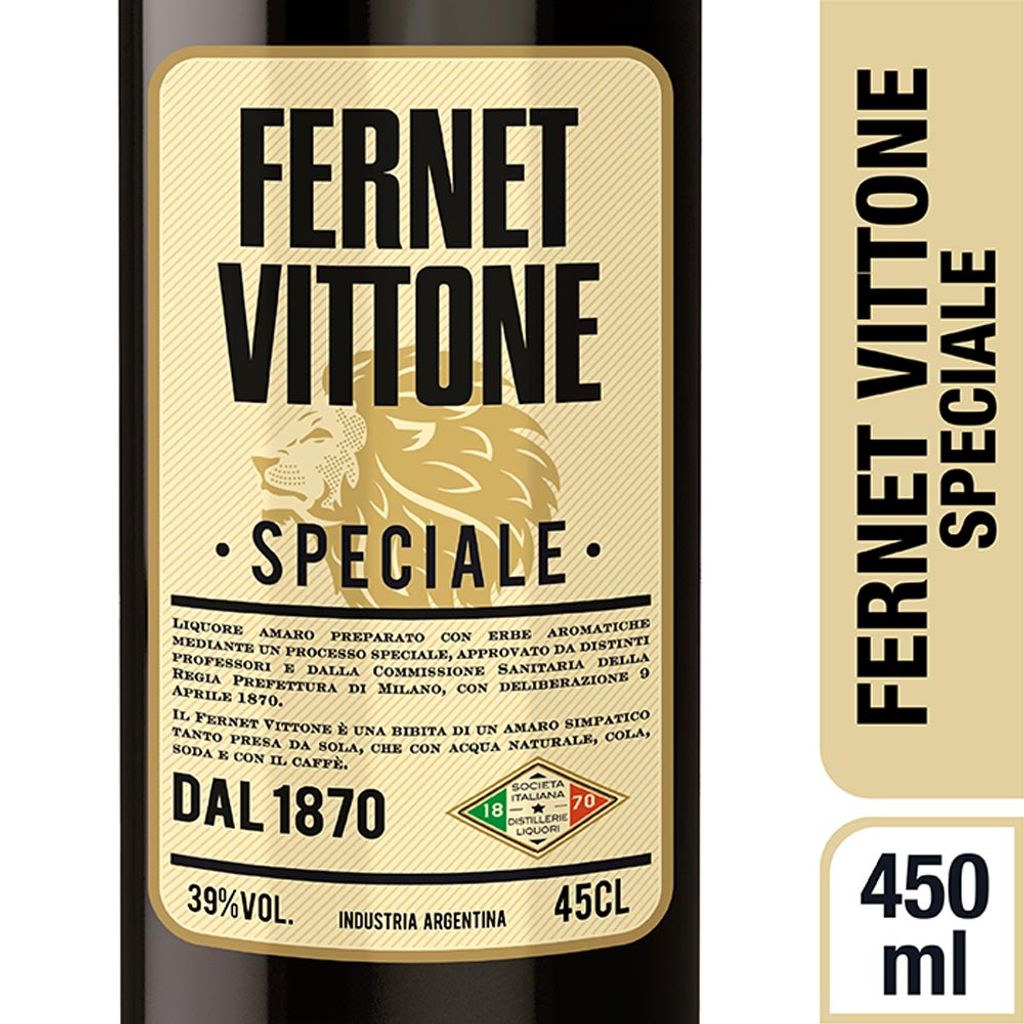 FERNET
VITTONE
• SPECIALE •
LIQUORE AMARO PREPARATO CON ERBE AROMATICHE
MEDIANTE UN PROCESSO SPECIALE, APPROVATO DA DISTINTI
PROFESSORI E DALLA COMMISSIONE SANITARIA DELLA
REGIA PREFETTURA DI MILANO, CON DELIBERAZIONE 9
APRILE 1870.
IL FERNET VITTONE È UNA BIBITA DI UN AMARO SIMPATICO
TANTO PRESA DA SOLA, CHE CON ACQUA NATURALE, COLA,
SODA E CON IL CAFFÈ.
DAL 1870
SOCIETA
ITALIANA
18 ★ 70
DISTILLERIE
LIQUORI
39%VOL.
INDUSTRIA ARGENTINA
45CL
FERNET VITTONE
SPECIALE
450
ml